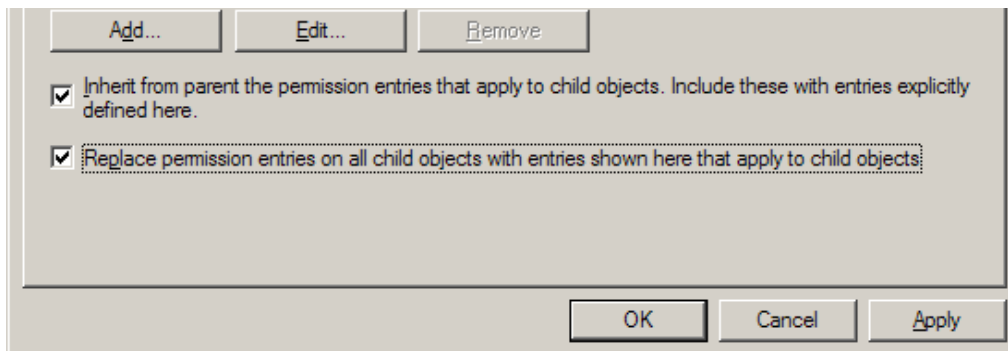 Add... Edit... Remove
Inherit from parent the permission entries that apply to child objects. Include these with entries explicitly
defined here.
Replace permission entries on all child objects with entries shown here that apply to child objects
OK Cancel Apply